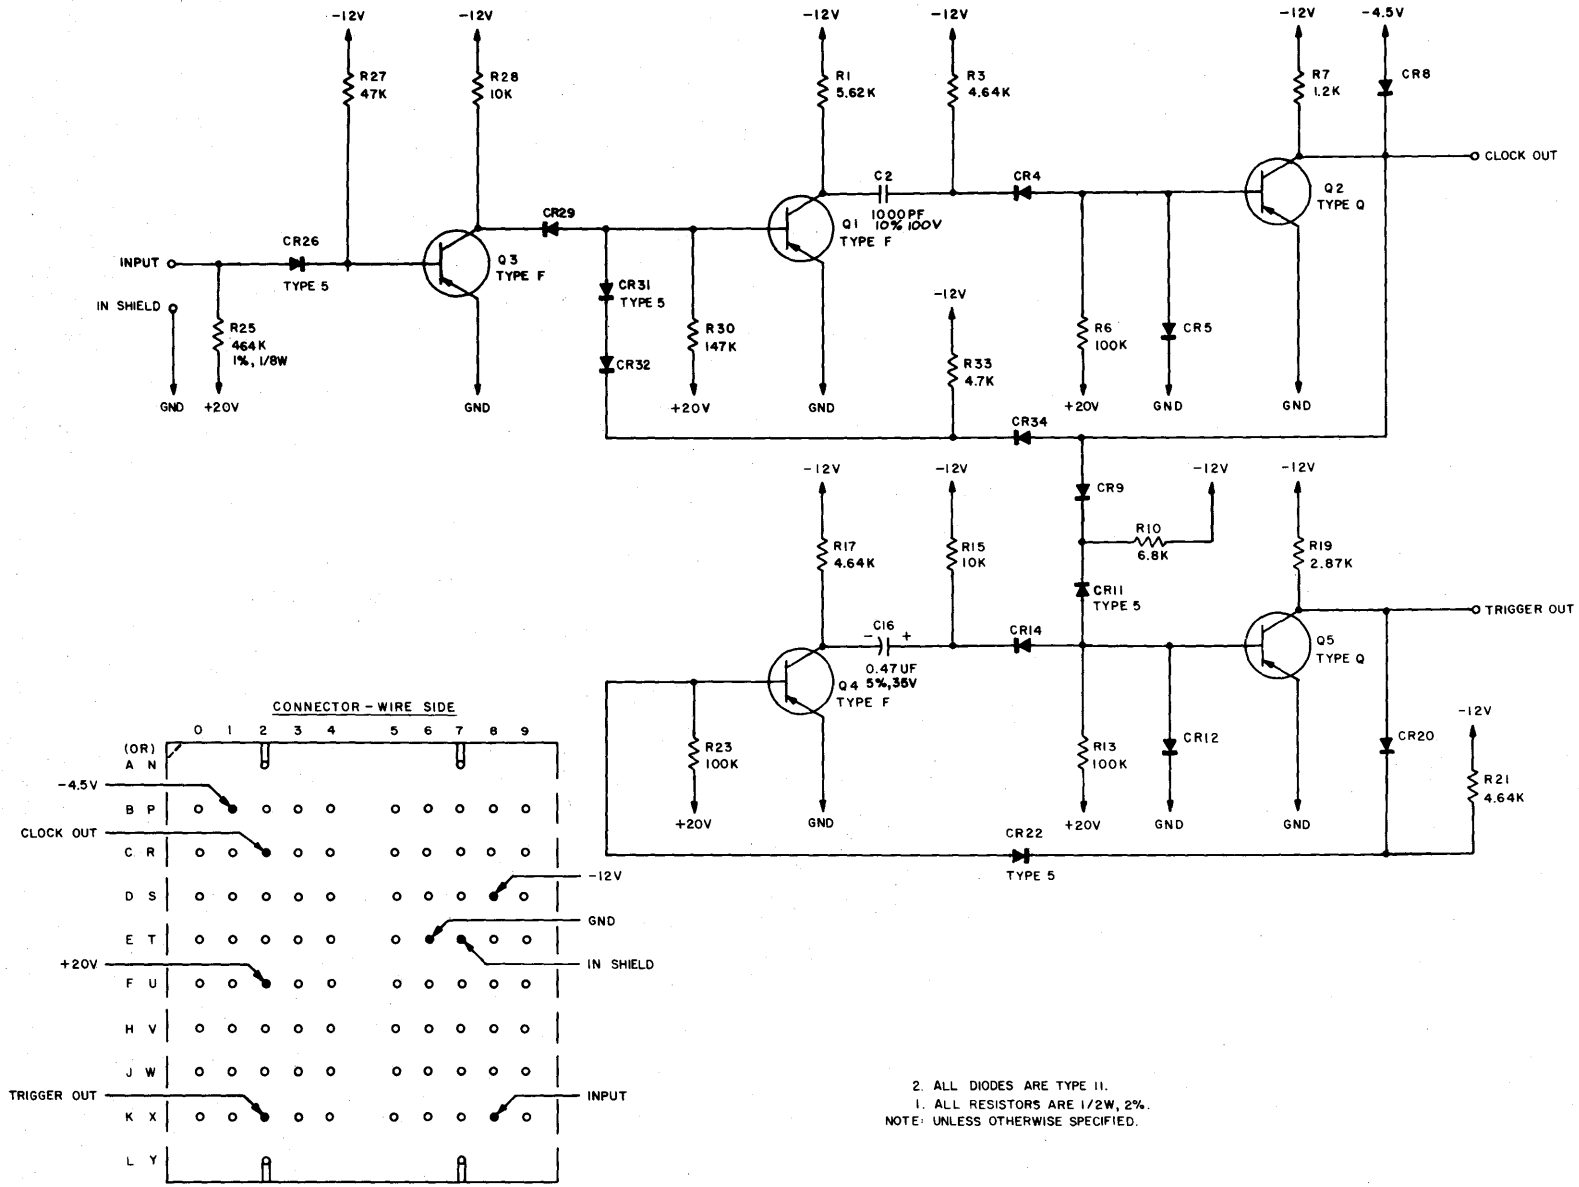 -12V -12V -12V -12V -12V -4.5V
R27
47K
R28
10K
R1
5.62K
R3
4.64K
R7
1.2K
CR8
CLOCK OUT
CR29
C2
1000PF
10% 100V
CR4
Q2
TYPE Q
Q1
TYPE F
INPUT
CR26
TYPE 5
Q3
TYPE F
IN SHIELD
R25
464K
1%, 1/8W
CR31
TYPE 5
CR32
R30
147K
-12V
R33
4.7K
R6
100K
CR5
GND +20V GND +20V GND +20V GND GND
CR34
-12V -12V -12V -12V
CR9
R10
6.8K
R17
4.64K
R15
10K
R19
2.87K
CR11
TYPE 5
TRIGGER OUT
C16
- +
0.47UF
5%,35V
CR14
Q5
TYPE Q
Q4
TYPE F
R23
100K
R13
100K
CR12
CR20
-12V
R21
4.64K
+20V GND +20V GND GND
CR22
TYPE 5
CONNECTOR - WIRE SIDE
0 1 2 3 4 5 6 7 8 9
(OR)
A N
-4.5V
B P
CLOCK OUT
C R
-12V
D S
GND
E T
+20V
IN SHIELD
F U
H V
J W
TRIGGER OUT
INPUT
K X
L Y
2. ALL DIODES ARE TYPE 11.
1. ALL RESISTORS ARE 1/2W, 2%.
NOTE: UNLESS OTHERWISE SPECIFIED.